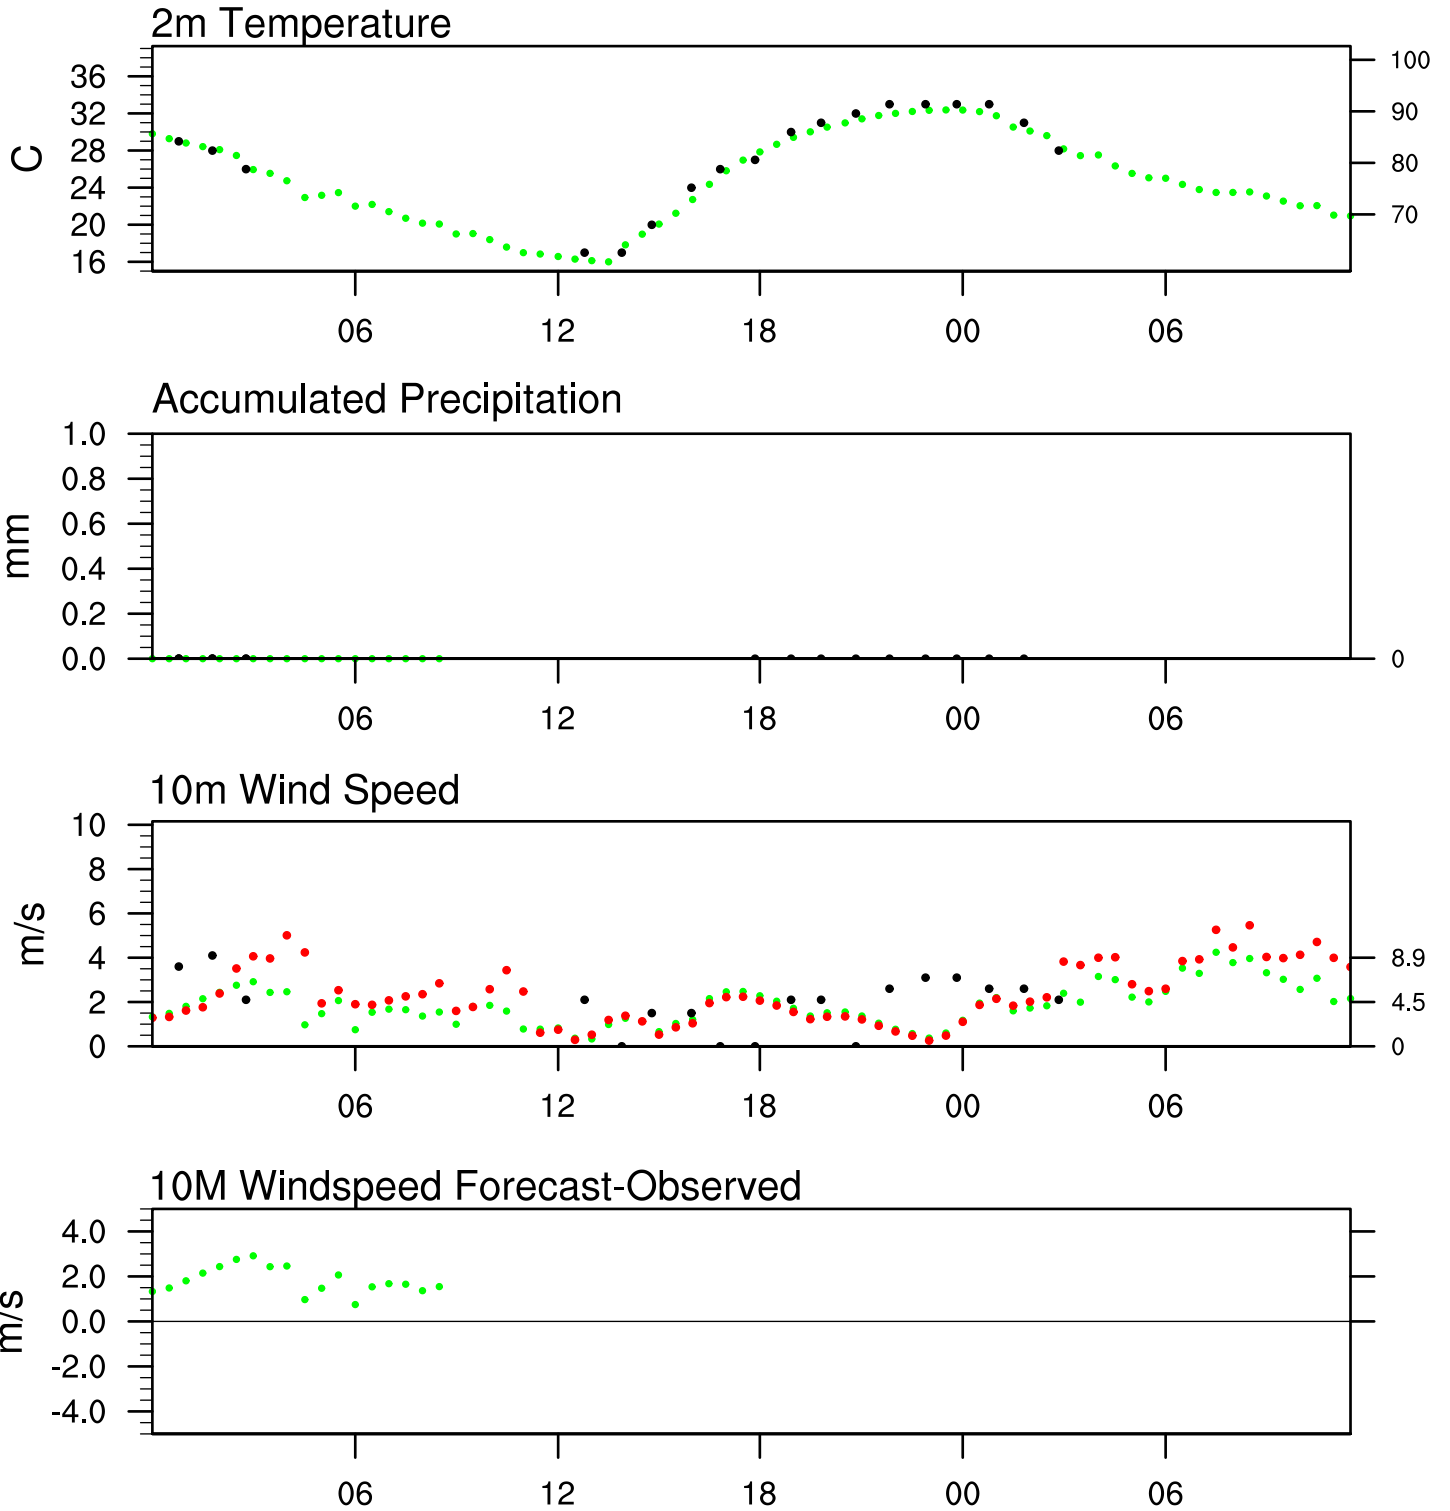 2m Temperature
C
36
32
28
24
20
16
100
90
80
70
06 12 18 00 06
Accumulated Precipitation
mm
1.0
0.8
0.6
0.4
0.2
0.0
0
06 12 18 00 06
10m Wind Speed
m/s
10
8
6
4
2
0
8.9
4.5
0
06 12 18 00 06
10M Windspeed Forecast-Observed
m/s
4.0
2.0
0.0
-2.0
-4.0
06 12 18 00 06